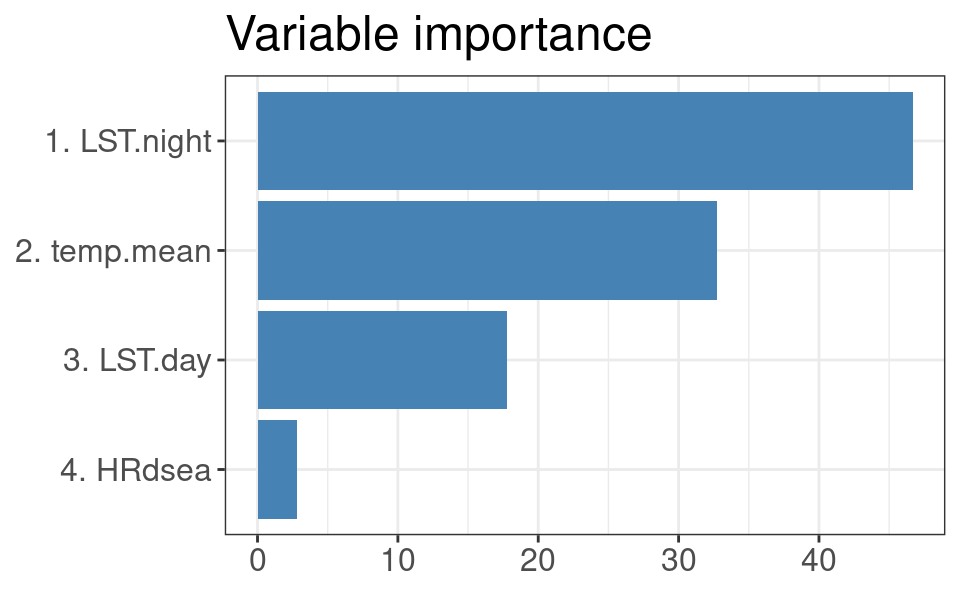 Variable importance
1. LST.night
2. temp.mean
3. LST.day
4. HRdsea
0 10 20 30 40